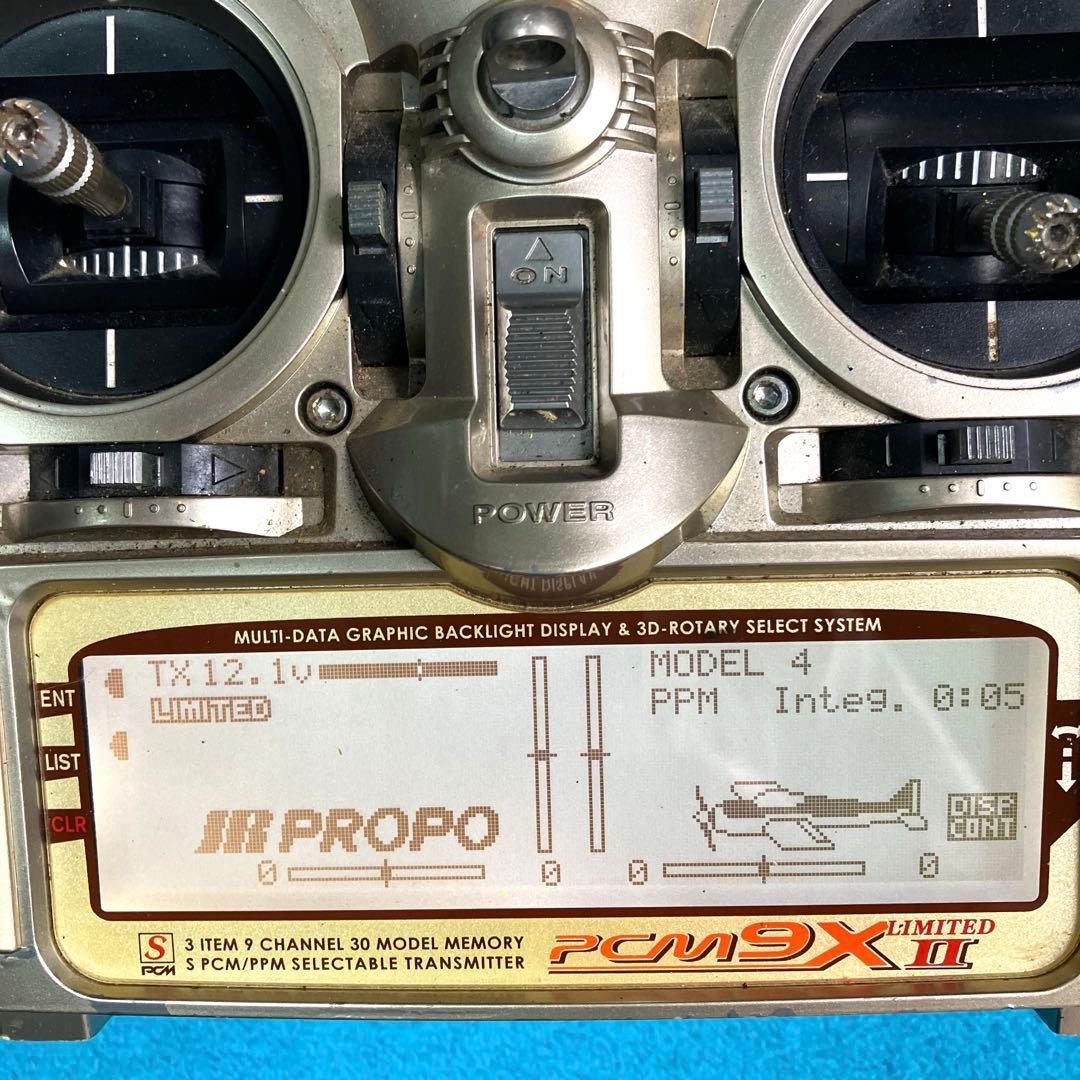 ON
POWER
MULTI-DATA GRAPHIC BACKLIGHT DISPLAY & 3D-ROTARY SELECT SYSTEM
TX 12.1v
MODEL 4
LIMITED
PPM Integ. 0:05
ENT
LIST
CLR
JR PROPO
DISP
CONT
0 0 0 0
S
PCM
3 ITEM 9 CHANNEL 30 MODEL MEMORY
S PCM/PPM SELECTABLE TRANSMITTER
PCM9X LIMITED II